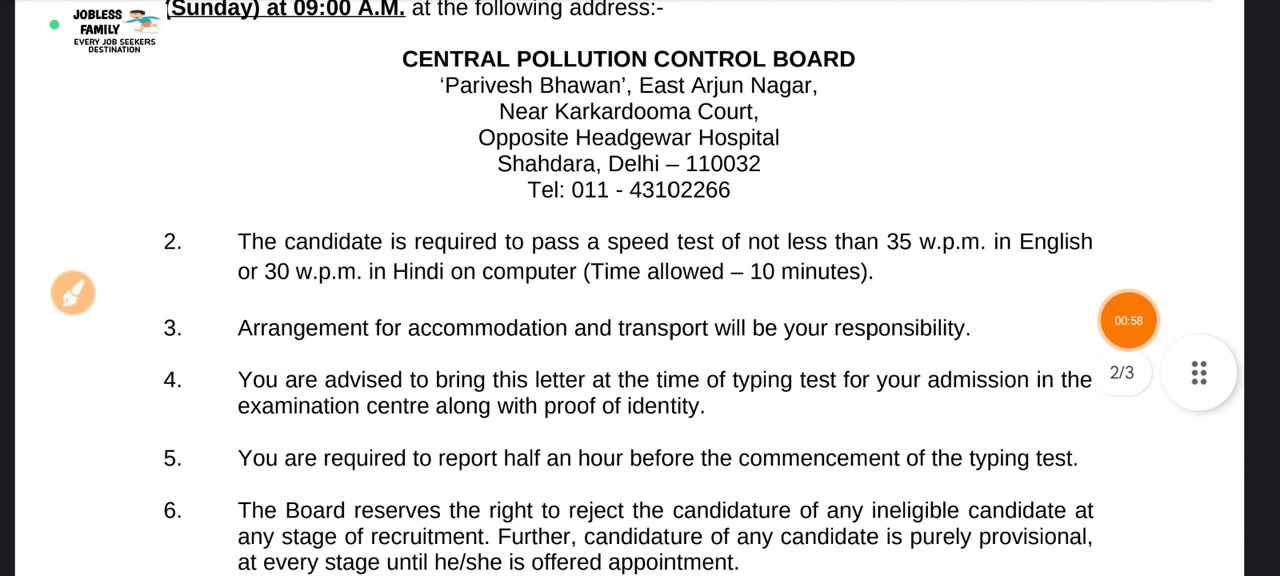 JOBLESS
FAMILY
EVERY JOB SEEKERS
DESTINATION
(Sunday) at 09:00 A.M. at the following address:-
CENTRAL POLLUTION CONTROL BOARD
‘Parivesh Bhawan’, East Arjun Nagar,
Near Karkardooma Court,
Opposite Headgewar Hospital
Shahdara, Delhi – 110032
Tel: 011 - 43102266
2. The candidate is required to pass a speed test of not less than 35 w.p.m. in English
or 30 w.p.m. in Hindi on computer (Time allowed – 10 minutes).
00:58
3. Arrangement for accommodation and transport will be your responsibility.
2/3
4. You are advised to bring this letter at the time of typing test for your admission in the
examination centre along with proof of identity.
5. You are required to report half an hour before the commencement of the typing test.
6. The Board reserves the right to reject the candidature of any ineligible candidate at
any stage of recruitment. Further, candidature of any candidate is purely provisional,
at every stage until he/she is offered appointment.